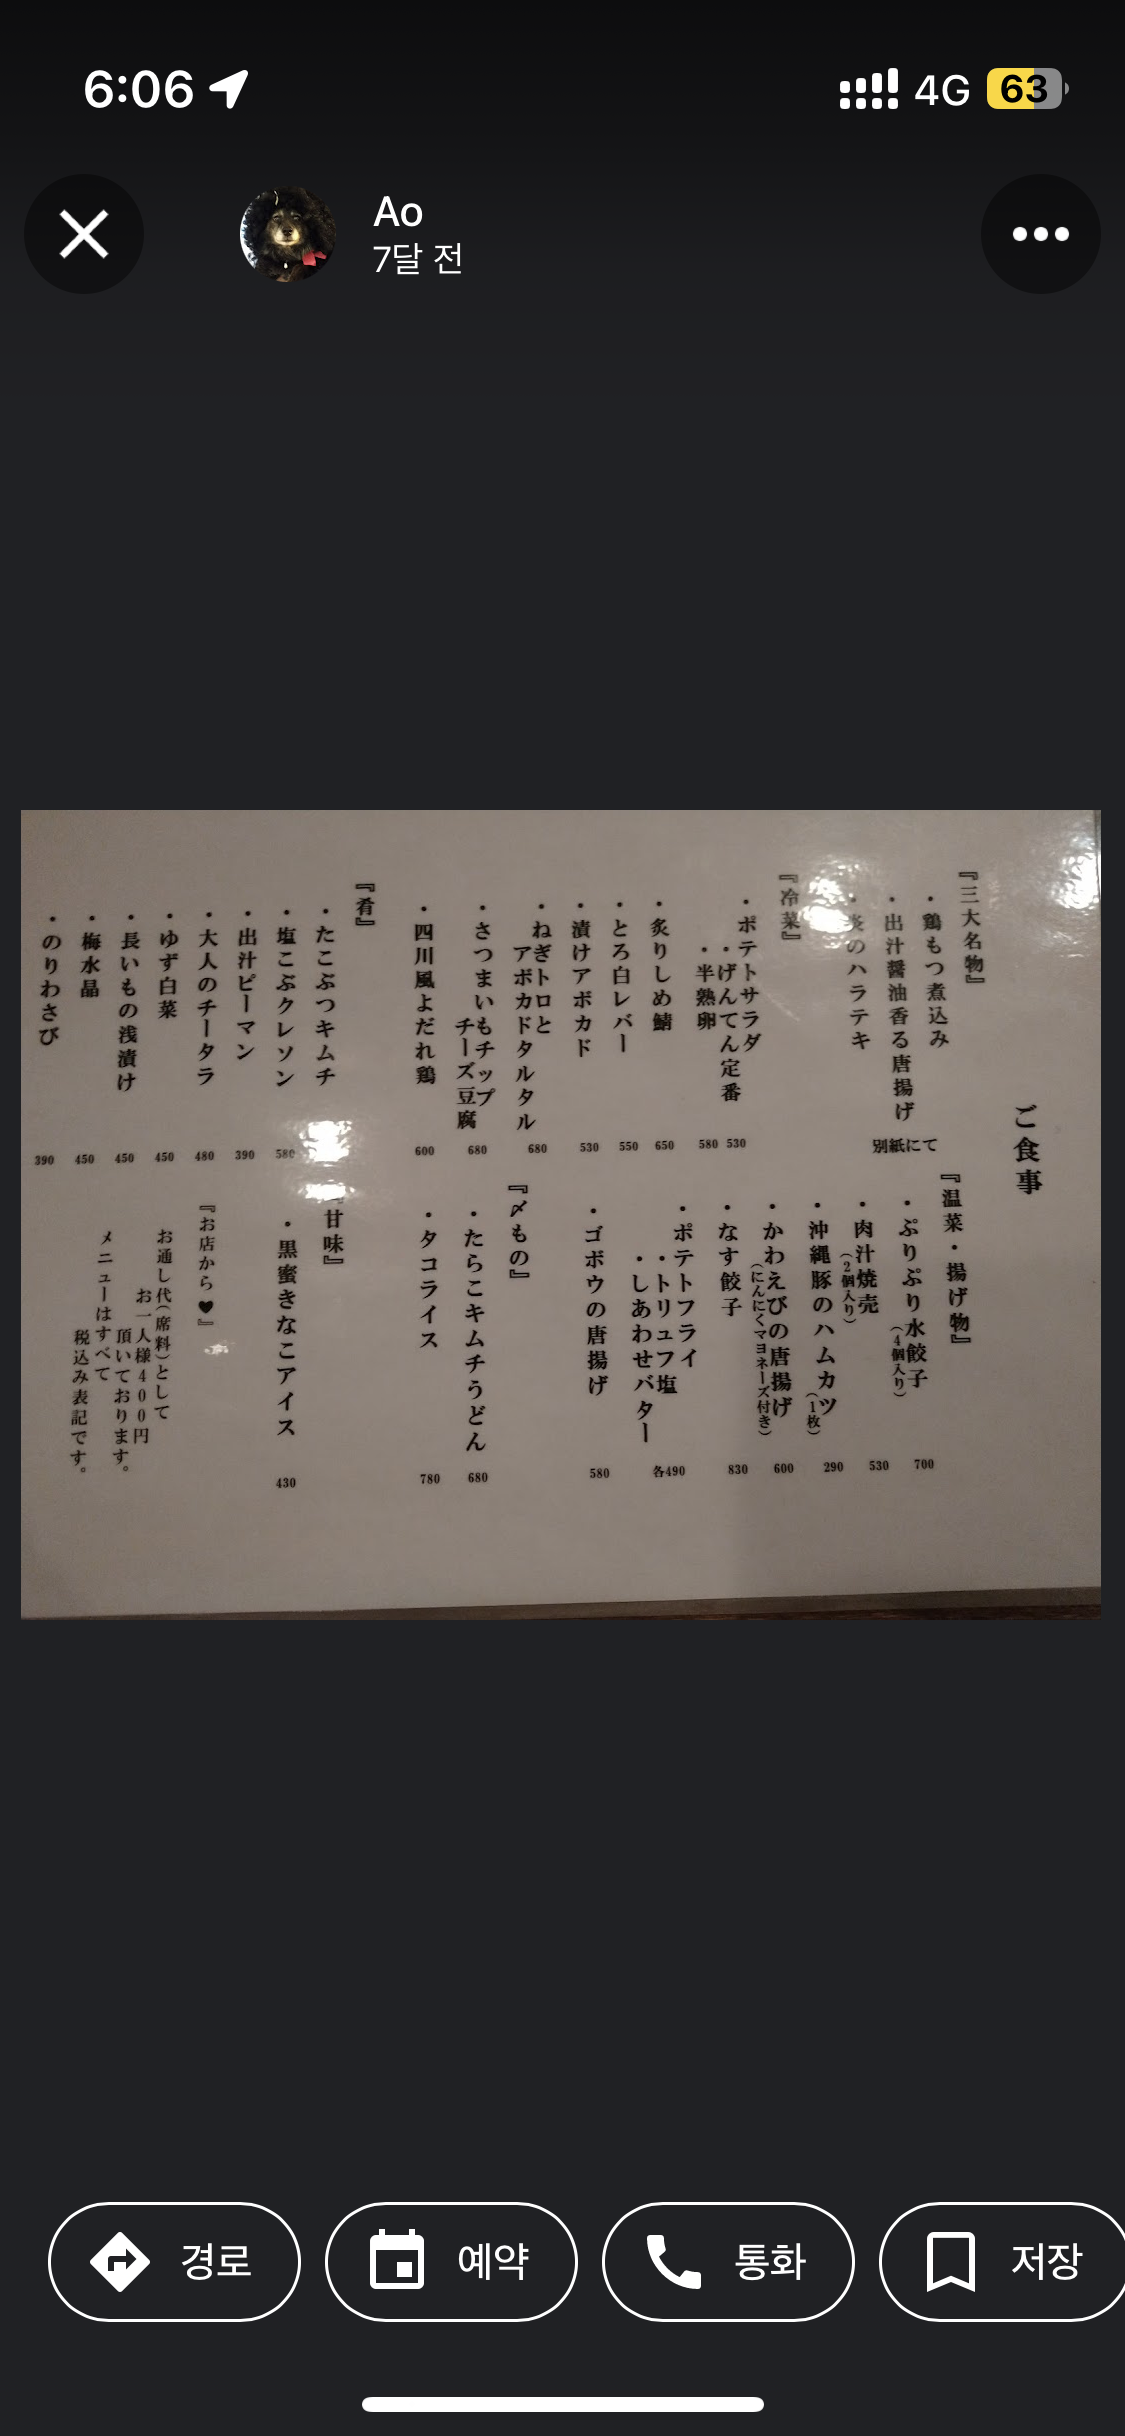 6:06
4G
63
Ao
7달 전
ご食事
『三大名物』
・鶏もつ煮込み
・出汁醤油香る唐揚げ
・炎のハラテキ
別紙にて
『冷菜』
・ポテトサラダ
・げんてん定番 530
・半熟卵 580
・炙りしめ鯖 650
・とろ白レバー 550
・漬けアボカド 530
・ねぎトロと
アボカドタルタル 680
・さつまいもチップ
チーズ豆腐 680
・四川風よだれ鶏 600
『肴』
・たこぶつキムチ
・塩こぶクレソン 580
・出汁ピーマン 390
・大人のチータラ 480
・ゆず白菜 450
・長いもの浅漬け 450
・梅水晶 450
・のりわさび 390
『温菜・揚げ物』
・ぷりぷり水餃子
(4個入り) 700
・肉汁焼売
(2個入り) 530
・沖縄豚のハムカツ
(1枚) 290
・かわえびの唐揚げ 600
(にんにくマヨネーズ付き)
・なす餃子 830
・ポテトフライ
・トリュフ塩
・しあわせバター 各490
・ゴボウの唐揚げ 580
『〆もの』
・たらこキムチうどん 680
・タコライス 780
『甘味』
・黒蜜きなこアイス 430
『お店から♥』
お通し代(席料)として
お一人様400円
頂いております。
メニューはすべて
税込み表記です。
경로
예약
통화
저장